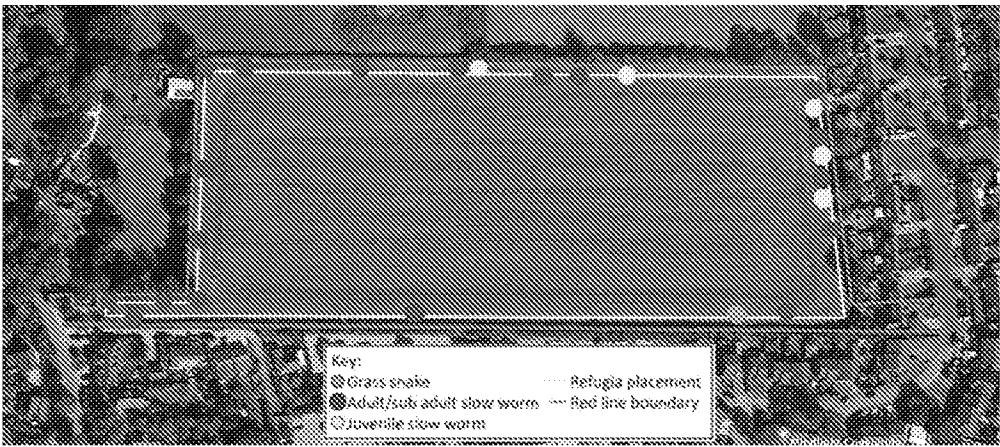 Key:
Grass snake
Refugia placement
Adult/sub adult slow worm
Red line boundary
Juvenile slow worm